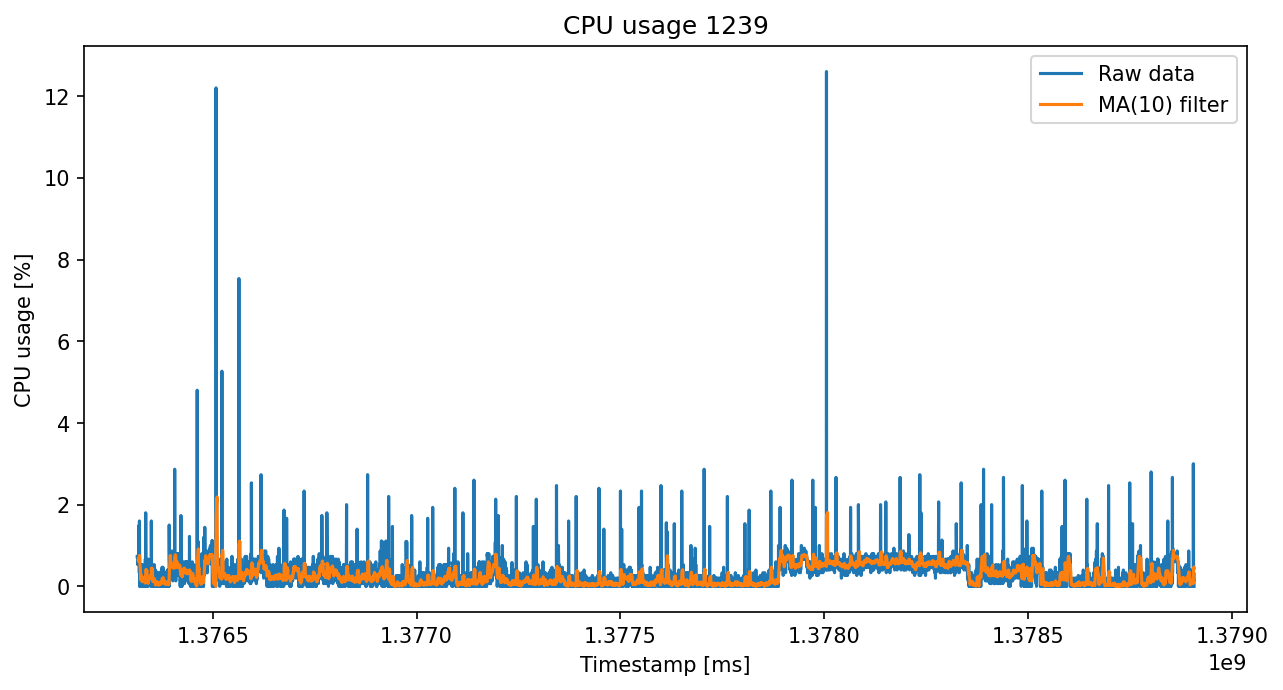 CPU usage 1239
Raw data
MA(10) filter
CPU usage [%]
12
10
8
6
4
2
0
1.3765 1.3770 1.3775 1.3780 1.3785 1.3790
1e9
Timestamp [ms]